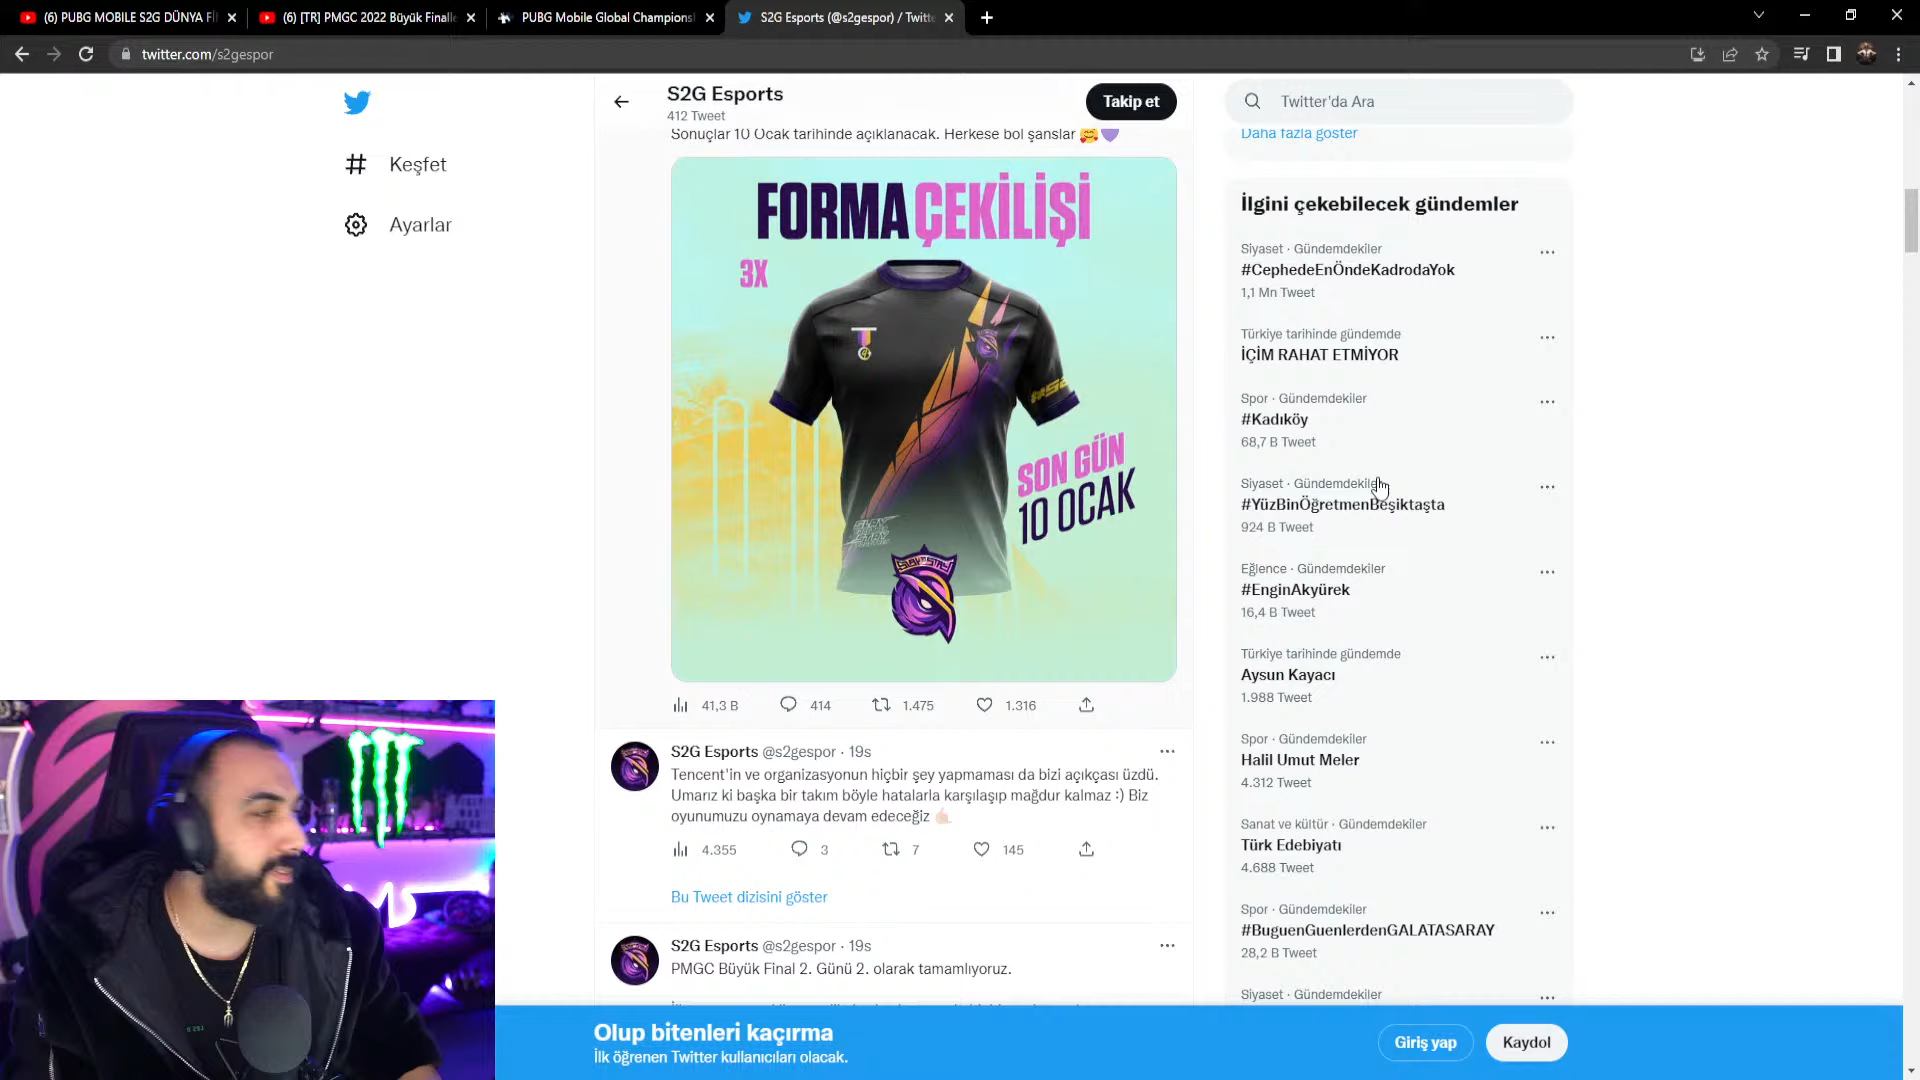 (6) PUBG MOBILE S2G DÜNYA Fİ
(6) [TR] PMGC 2022 Büyük Finalle
PUBG Mobile Global Champions
S2G Esports (@s2gespor) / Twitte
twitter.com/s2gespor
Keşfet
Ayarlar
S2G Esports
412 Tweet
Takip et
Sonuçlar 10 Ocak tarihinde açıklanacak. Herkese bol şanslar 🥰💜
FORMA ÇEKİLİŞİ
3X
SON GÜN
10 OCAK
41,3 B 414 1.475 1.316
S2G Esports @s2gespor · 19s
Tencent'in ve organizasyonun hiçbir şey yapmaması da bizi açıkçası üzdü.
Umarız ki başka bir takım böyle hatalarla karşılaşıp mağdur kalmaz :) Biz
oyunumuzu oynamaya devam edeceğiz 🤙🏻
4.355 3 7 145
Bu Tweet dizisini göster
S2G Esports @s2gespor · 19s
PMGC Büyük Final 2. Günü 2. olarak tamamlıyoruz.
Twitter'da Ara
Daha fazla göster
İlgini çekebilecek gündemler
Siyaset · Gündemdekiler
#CephedeEnÖndeKadrodaYok
1,1 Mn Tweet
Türkiye tarihinde gündemde
İÇİM RAHAT ETMİYOR
Spor · Gündemdekiler
#Kadıköy
68,7 B Tweet
Siyaset · Gündemdekiler
#YüzBinÖğretmenBeşiktaşta
924 B Tweet
Eğlence · Gündemdekiler
#EnginAkyürek
16,4 B Tweet
Türkiye tarihinde gündemde
Aysun Kayacı
1.988 Tweet
Spor · Gündemdekiler
Halil Umut Meler
4.312 Tweet
Sanat ve kültür · Gündemdekiler
Türk Edebiyatı
4.688 Tweet
Spor · Gündemdekiler
#BuguenGuenlerdenGALATASARAY
28,2 B Tweet
Siyaset · Gündemdekiler
Olup bitenleri kaçırma
İlk öğrenen Twitter kullanıcıları olacak.
Giriş yap
Kaydol